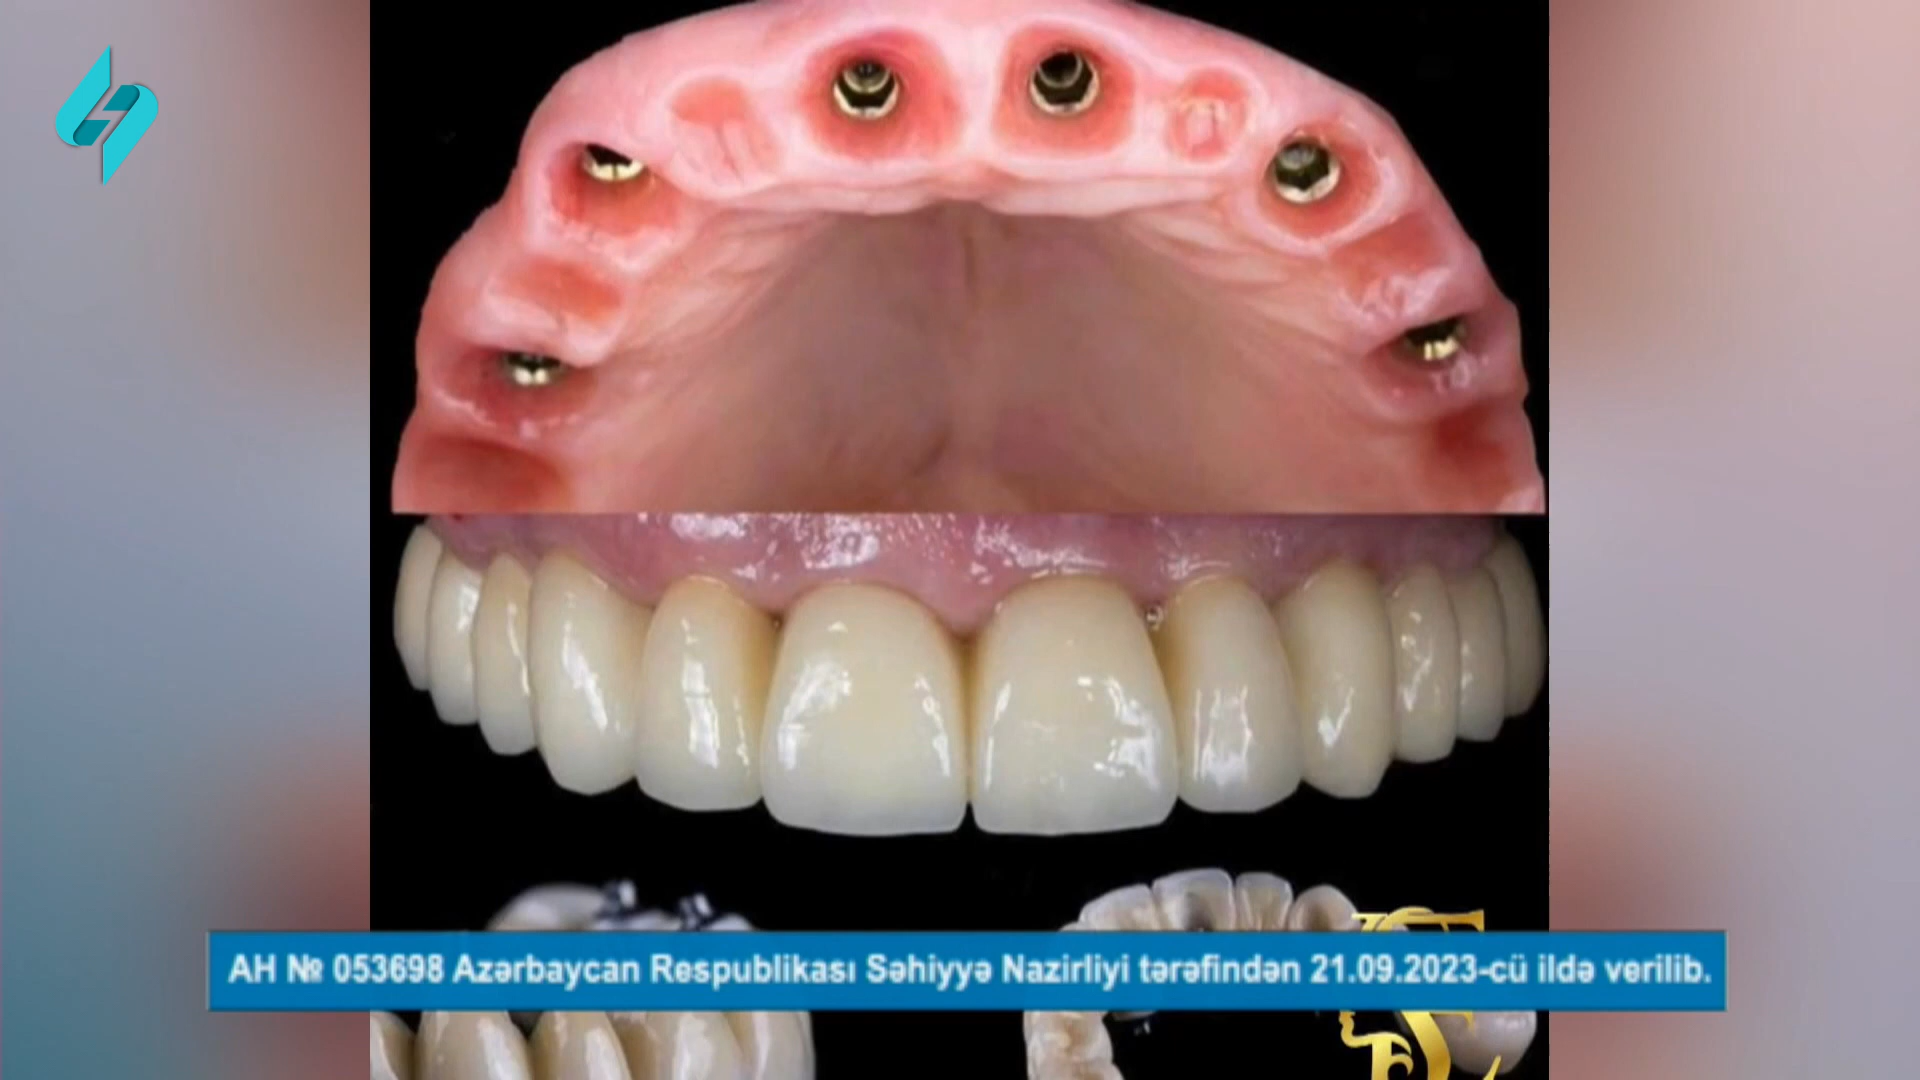 AH № 053698 Azərbaycan Respublikası Səhiyyə Nazirliyi tərəfindən 21.09.2023-cü ildə verilib.